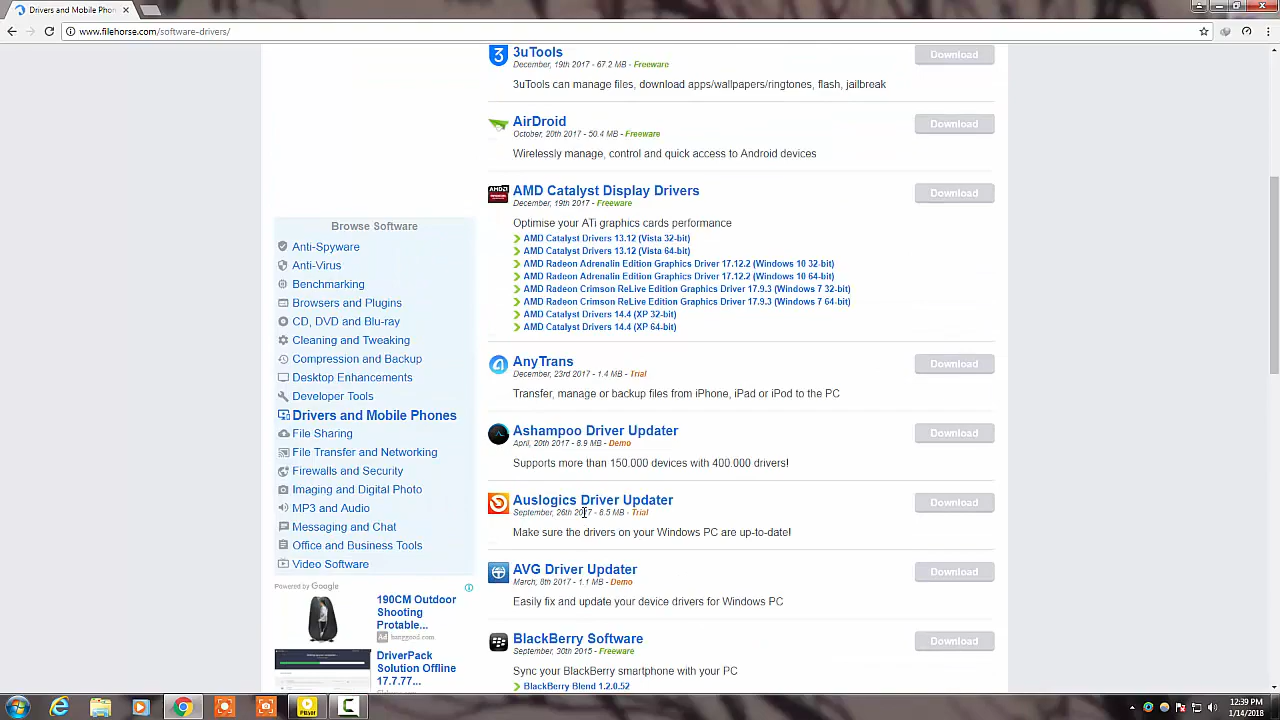 Drivers and Mobile Phon
www.filehorse.com/software-drivers/
3uTools
December, 19th 2017 - 67.2 MB - Freeware
Download
3uTools can manage files, download apps/wallpapers/ringtones, flash, jailbreak
AirDroid
October, 20th 2017 - 50.4 MB - Freeware
Download
Wirelessly manage, control and quick access to Android devices
AMD Catalyst Display Drivers
December, 19th 2017 - Freeware
Download
Optimise your ATi graphics cards performance
AMD Catalyst Drivers 13.12 (Vista 32-bit)
AMD Catalyst Drivers 13.12 (Vista 64-bit)
AMD Radeon Adrenalin Edition Graphics Driver 17.12.2 (Windows 10 32-bit)
AMD Radeon Adrenalin Edition Graphics Driver 17.12.2 (Windows 10 64-bit)
AMD Radeon Crimson ReLive Edition Graphics Driver 17.9.3 (Windows 7 32-bit)
AMD Radeon Crimson ReLive Edition Graphics Driver 17.9.3 (Windows 7 64-bit)
AMD Catalyst Drivers 14.4 (XP 32-bit)
AMD Catalyst Drivers 14.4 (XP 64-bit)
AnyTrans
December, 23rd 2017 - 1.4 MB - Trial
Download
Transfer, manage or backup files from iPhone, iPad or iPod to the PC
Ashampoo Driver Updater
April, 20th 2017 - 8.9 MB - Demo
Download
Supports more than 150.000 devices with 400.000 drivers!
Auslogics Driver Updater
September, 26th 2017 - 8.5 MB - Trial
Download
Make sure the drivers on your Windows PC are up-to-date!
AVG Driver Updater
March, 8th 2017 - 1.1 MB - Demo
Download
Easily fix and update your device drivers for Windows PC
BlackBerry Software
September, 30th 2015 - Freeware
Download
Sync your BlackBerry smartphone with your PC
BlackBerry Blend 1.2.0.52
Browse Software
Anti-Spyware
Anti-Virus
Benchmarking
Browsers and Plugins
CD, DVD and Blu-ray
Cleaning and Tweaking
Compression and Backup
Desktop Enhancements
Developer Tools
Drivers and Mobile Phones
File Sharing
File Transfer and Networking
Firewalls and Security
Imaging and Digital Photo
MP3 and Audio
Messaging and Chat
Office and Business Tools
Video Software
Powered by Google
190CM Outdoor
Shooting
Protable...
Ad banggood.com
DriverPack
Solution Offline
17.7.77...
12:39 PM
1/14/2018